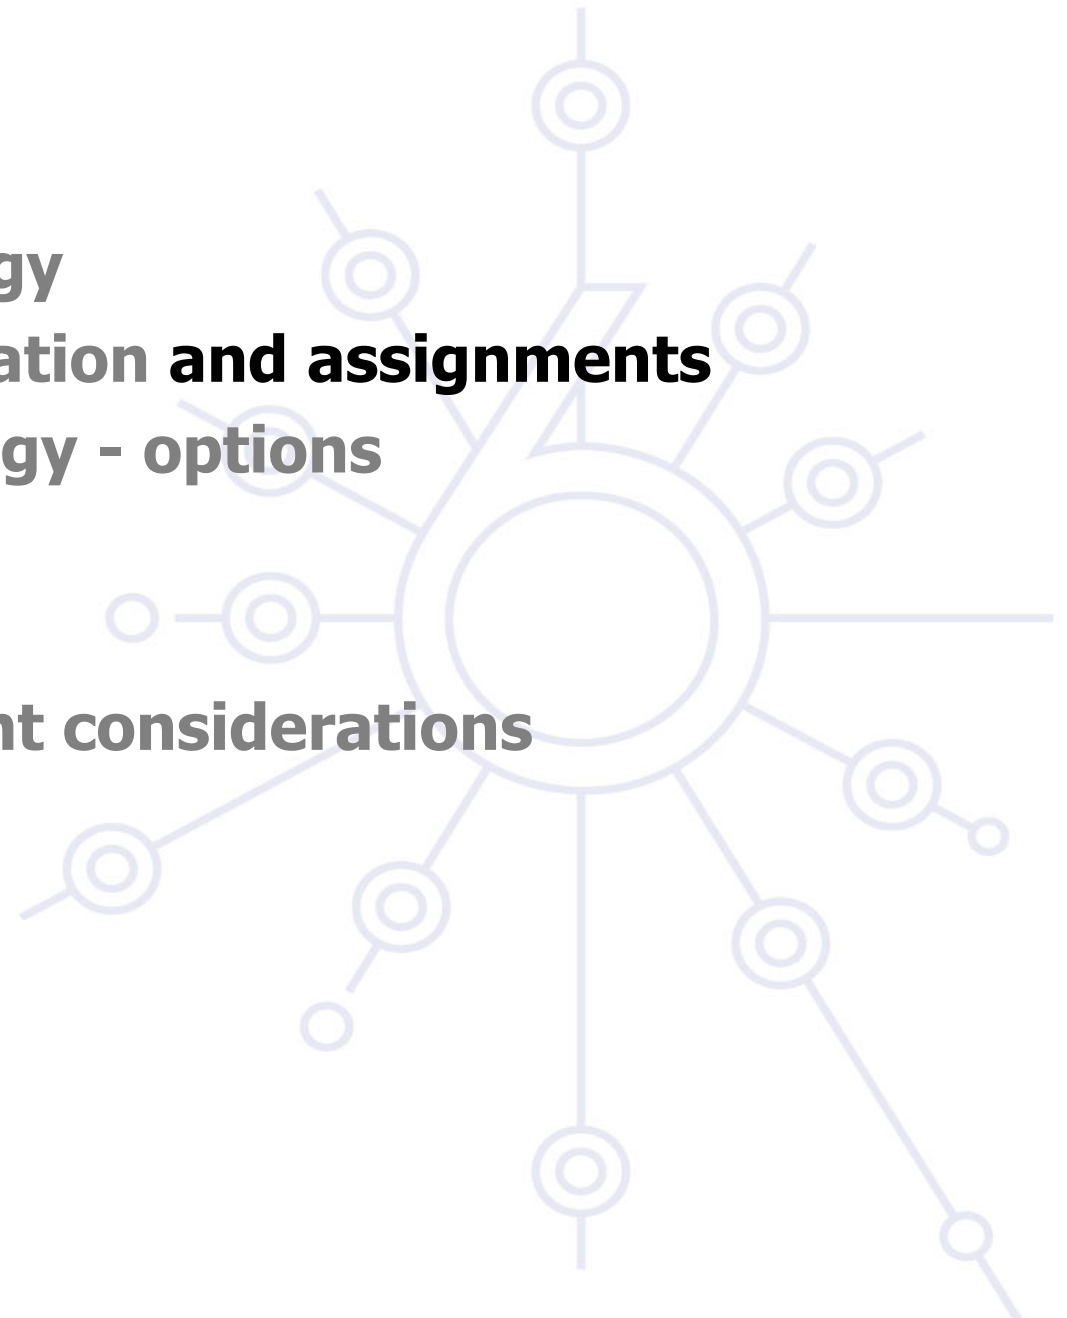 gy
ation and assignments
gy - options
nt considerations